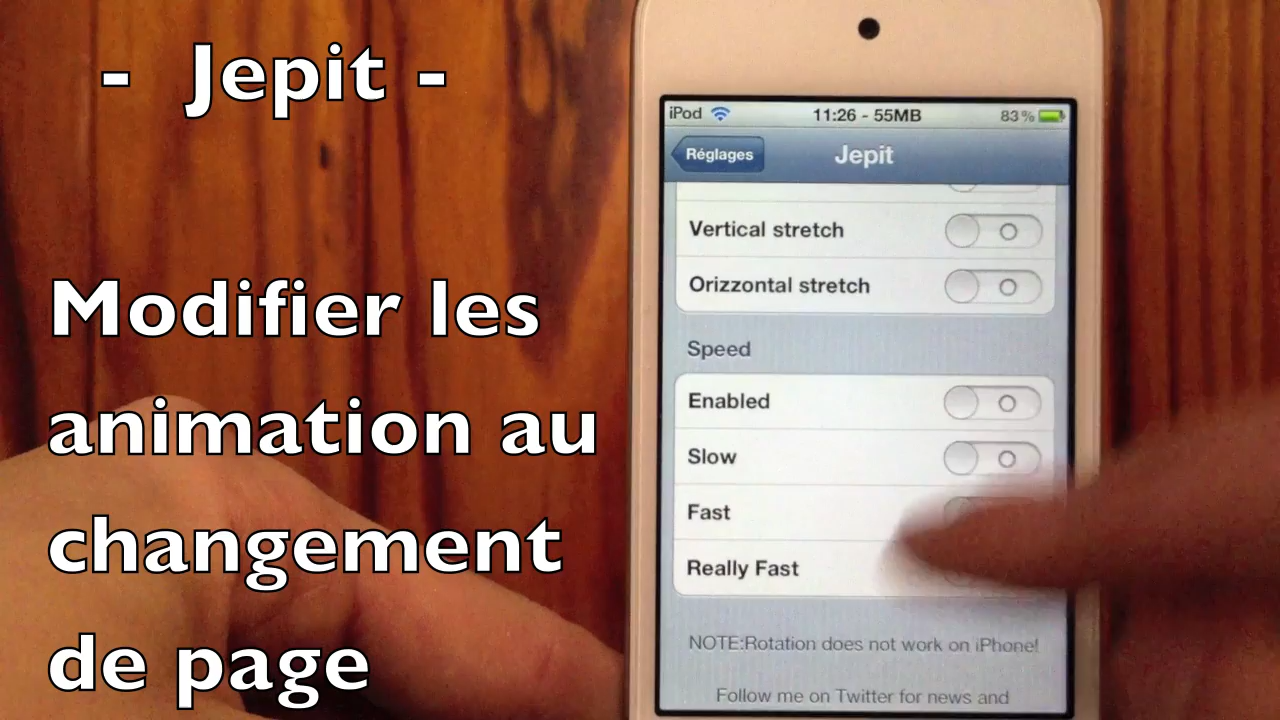 - Jepit -
Modifier les
animation au
changement
de page
iPod 11:26 - 55MB 83%
Réglages Jepit
Vertical stretch
Orizzontal stretch
Speed
Enabled
Slow
Fast
Really Fast
NOTE:Rotation does not work on iPhone!
Follow me on Twitter for news and